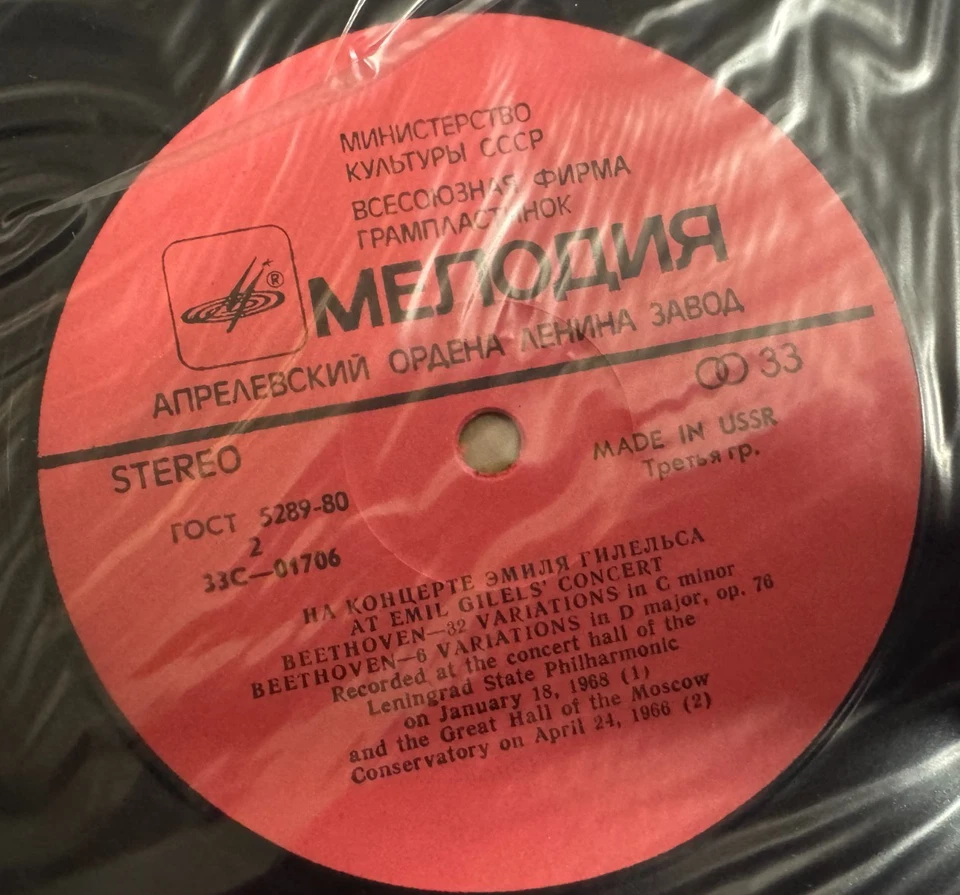 МИНИСТЕРСТВО
КУЛЬТУРЫ СССР
ВСЕСОЮЗНАЯ ФИРМА
ГРАМПЛАСТИНОК
®
МЕЛОДИЯ
АПРЕЛЕВСКИЙ ОРДЕНА ЛЕНИНА ЗАВОД
33
STEREO
MADE IN USSR
Третья гр.
ГОСТ 5289-80
2
33С—01706
НА КОНЦЕРТЕ ЭМИЛЯ ГИЛЕЛЬСА
AT EMIL GILELS' CONCERT
BEETHOVEN—32 VARIATIONS in C minor
BEETHOVEN—6 VARIATIONS in D major, op. 76
Recorded at the concert hall of the
Leningrad State Philharmonic
on January 18, 1968 (1)
and the Great Hall of the Moscow
Conservatory on April 24, 1966 (2)